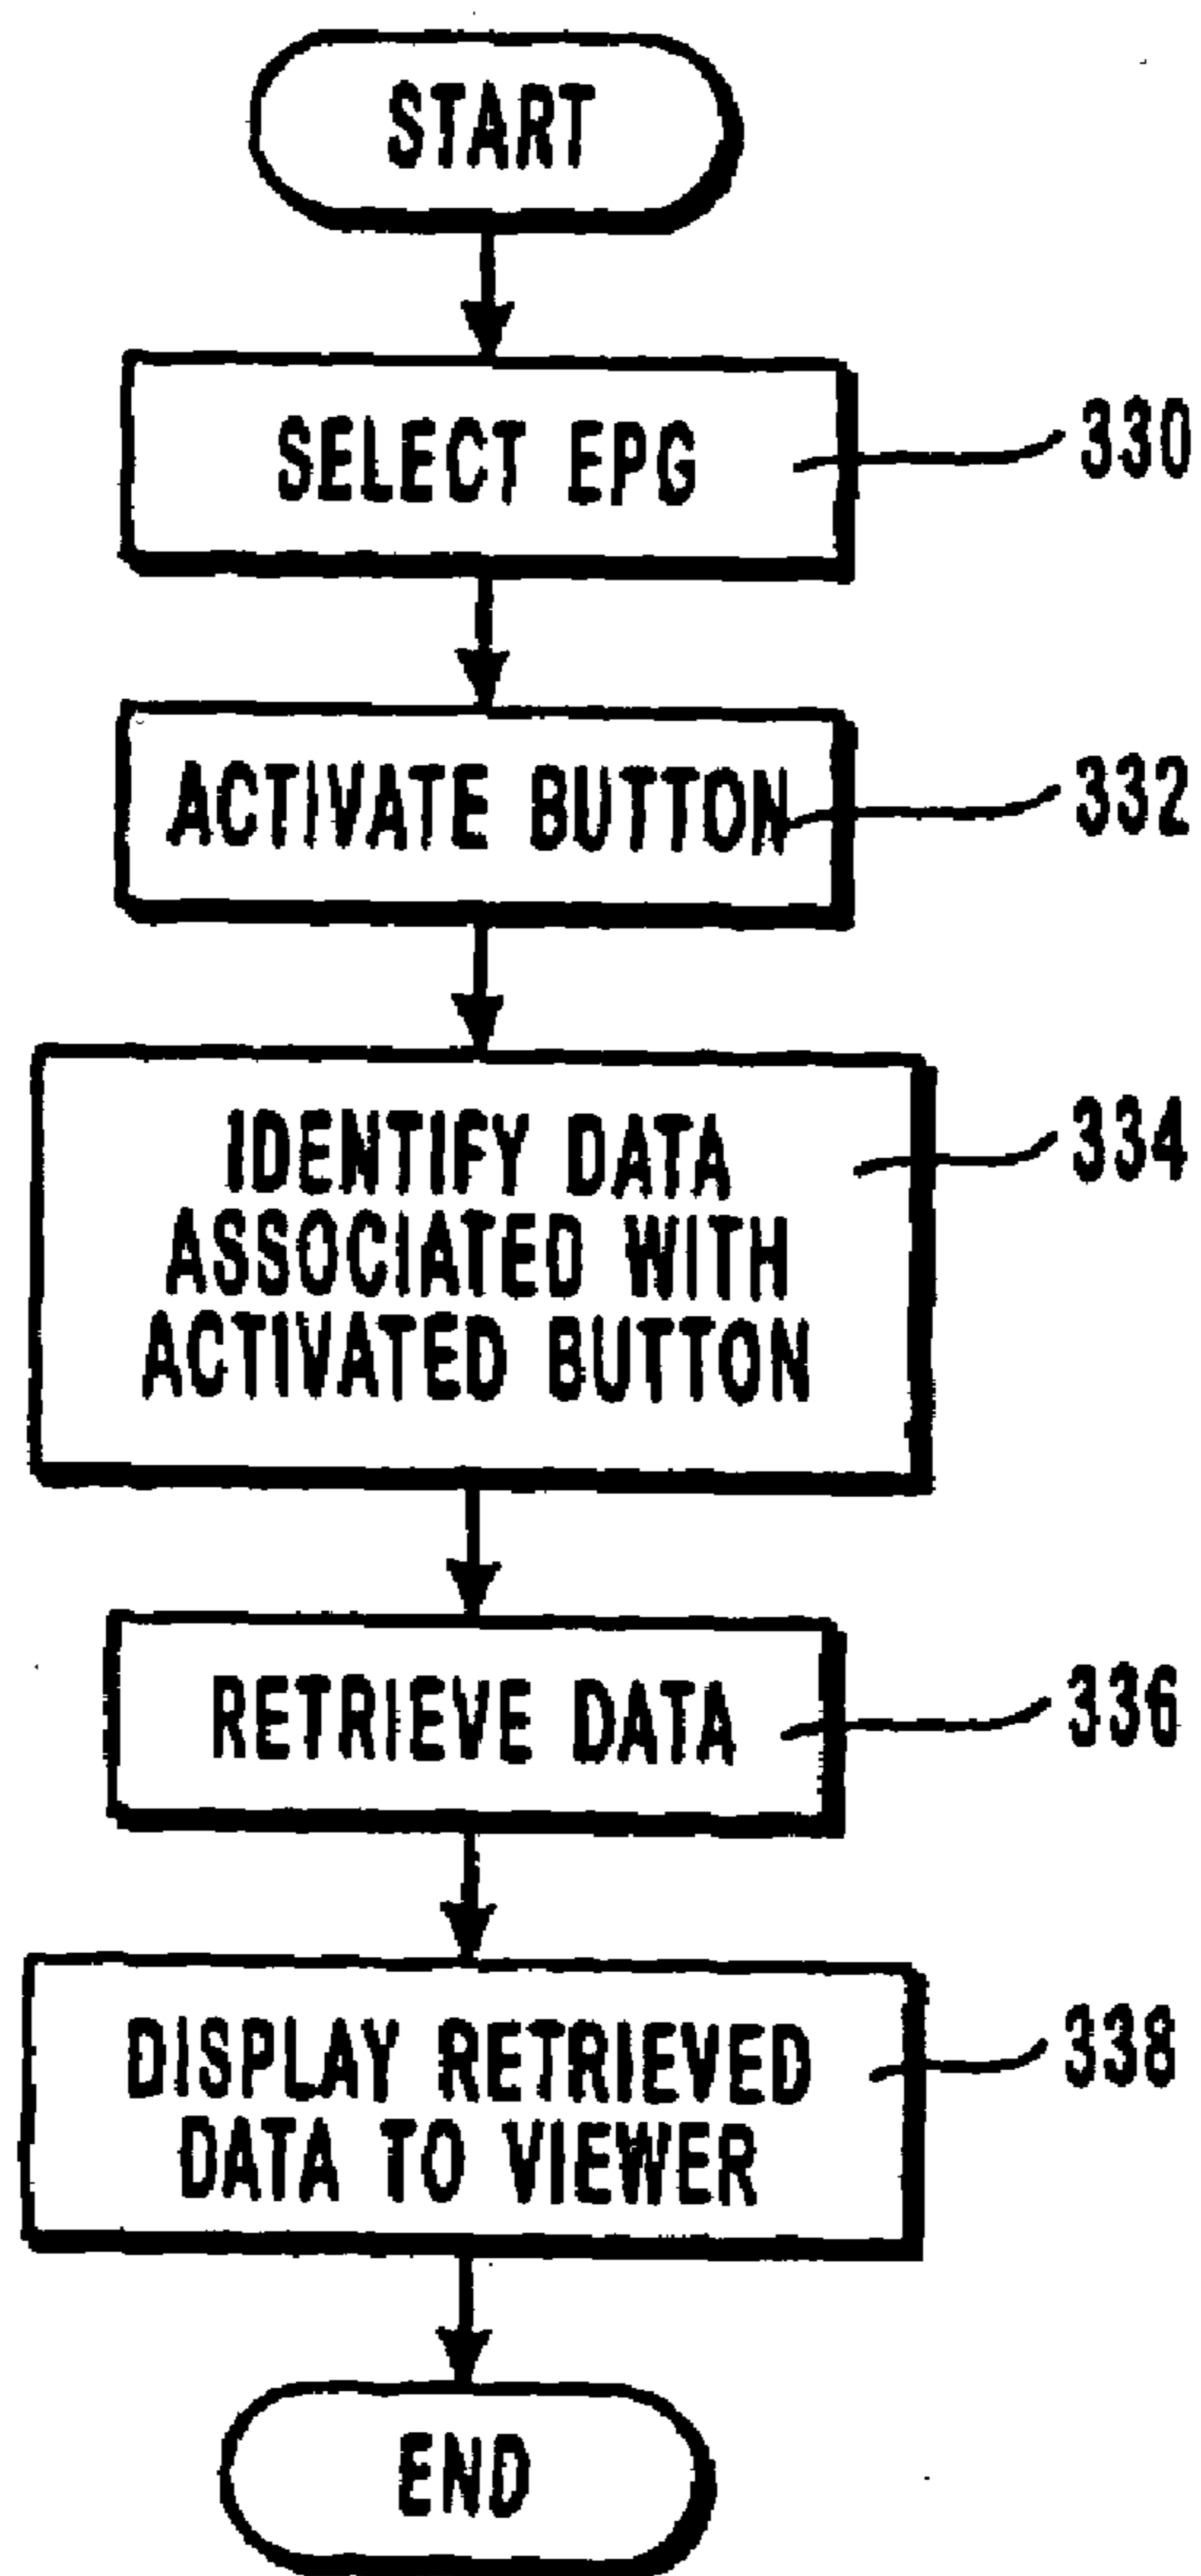 START
SELECT EPG
330
ACTIVATE BUTTON
332
IDENTIFY DATA
ASSOCIATED WITH
ACTIVATED BUTTON
334
RETRIEVE DATA
336
DISPLAY RETRIEVED
DATA TO VIEWER
338
END